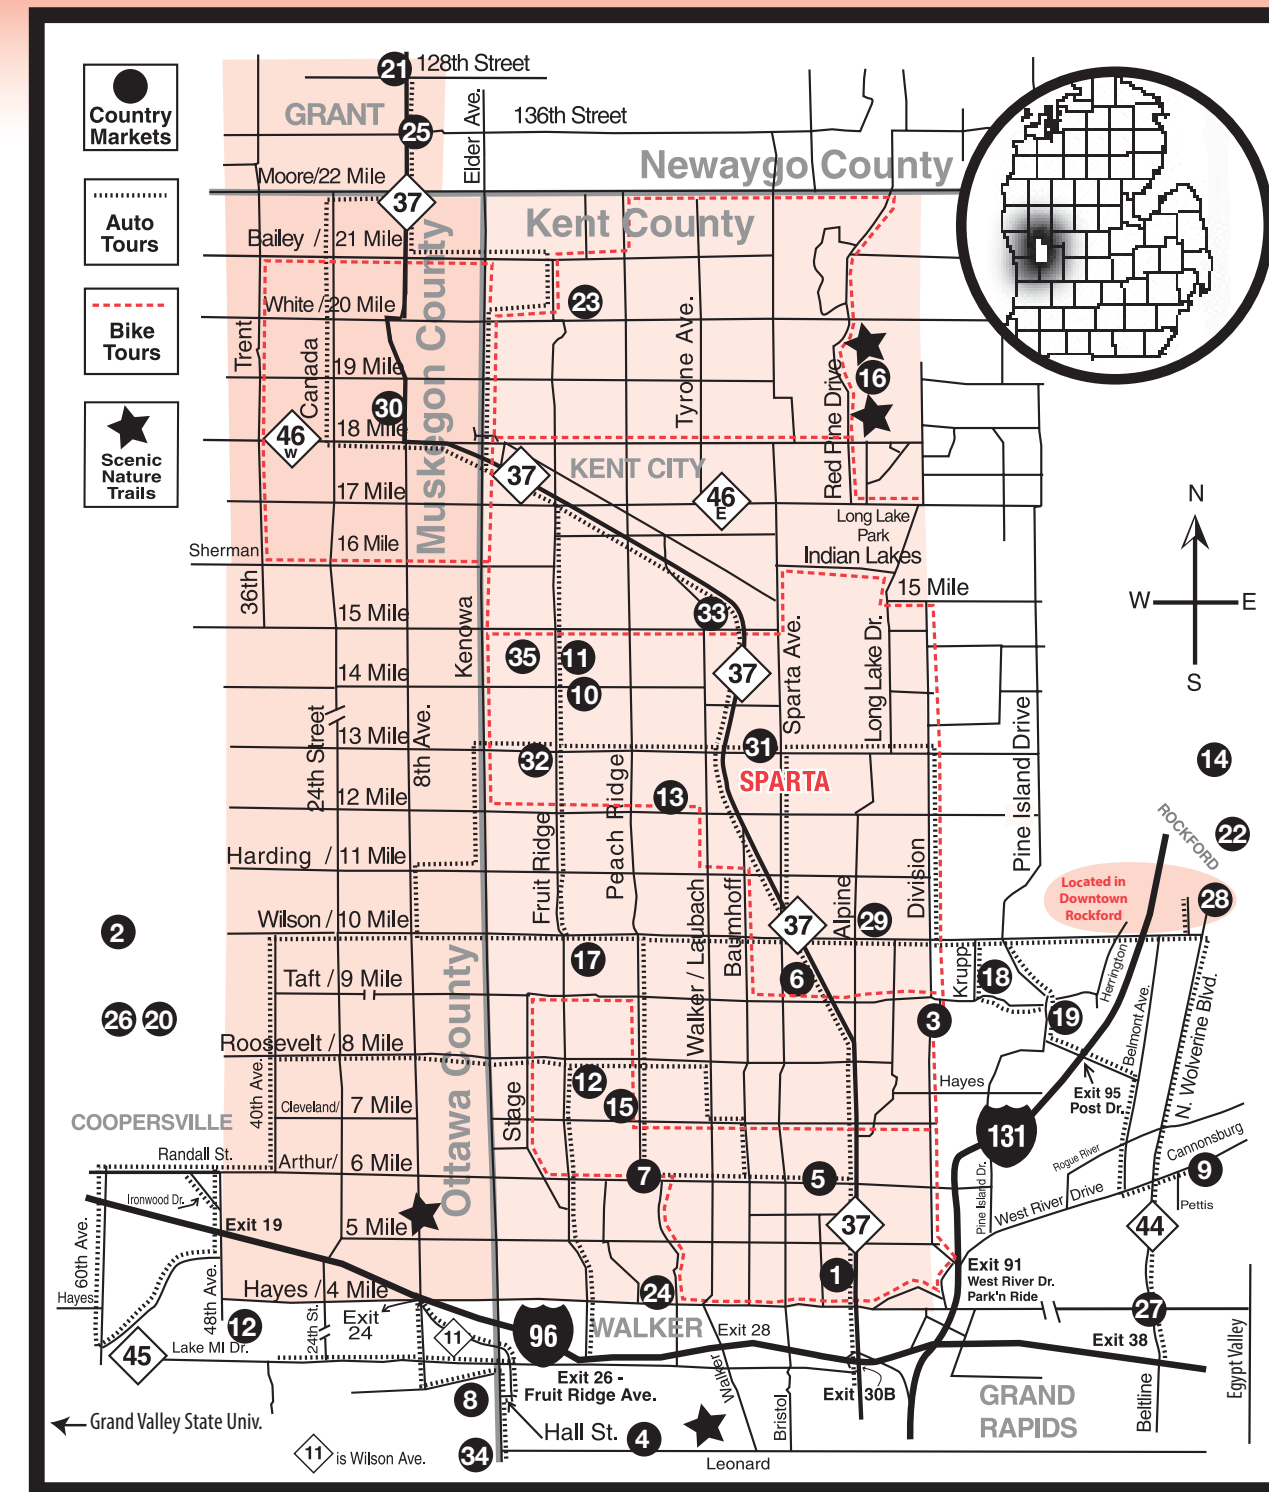 Country
Markets
Auto
Tours
Bike
Tours
Scenic
Nature
Trails
21
128th Street
GRANT
25
Elder Ave.
136th Street
Newaygo County
Moore/22 Mile
37
Kent County
Bailey / 21 Mile
White / 20 Mile
23
Muskegon County
Trent
Canada
19 Mile
Tyrone Ave.
Red Pine Drive
16
30
46
W
18 Mile
37
KENT CITY
46
E
17 Mile
Long Lake
Park
Indian Lakes
Sherman
16 Mile
36th
15 Mile
15 Mile
33
Kenowa
35
11
10
14 Mile
37
Sparta Ave.
Long Lake Dr.
Pine Island Drive
24th Street
13 Mile
8th Ave.
32
31
SPARTA
12 Mile
13
Fruit Ridge
Peach Ridge
Harding / 11 Mile
Walker / Laubach
Baumhoff
Alpine
Division
29
37
Wilson / 10 Mile
N
W
E
S
14
ROCKFORD
22
28
Located in
Downtown
Rockford
2
26
20
Taft / 9 Mile
17
6
Krupp
18
19
3
Herrington
Belmont Ave.
N. Wolverine Blvd.
Roosevelt / 8 Mile
Ottawa County
40th Ave.
Cleveland/ 7 Mile
Stage
12
15
Hayes
Exit 95
Post Dr.
131
COOPERSVILLE
Randall St.
Arthur/ 6 Mile
7
5
Rogue River
Cannonsburg
9
Pettis
West River Drive
Pine Island Dr.
44
Ironwood Dr.
Exit 19
5 Mile
37
60th Ave.
Hayes
48th Ave.
Hayes / 4 Mile
1
24
Exit 91
West River Dr.
Park'n Ride
27
12
24th St.
Exit
24
11
96
WALKER
Exit 28
Exit 38
45
Lake MI Dr.
Exit 26 -
Fruit Ridge Ave.
Walker
Bristol
Exit 30B
GRAND
RAPIDS
Beltline
Egypt Valley
8
Grand Valley State Univ.
Hall St.
4
11
is Wilson Ave.
34
Leonard